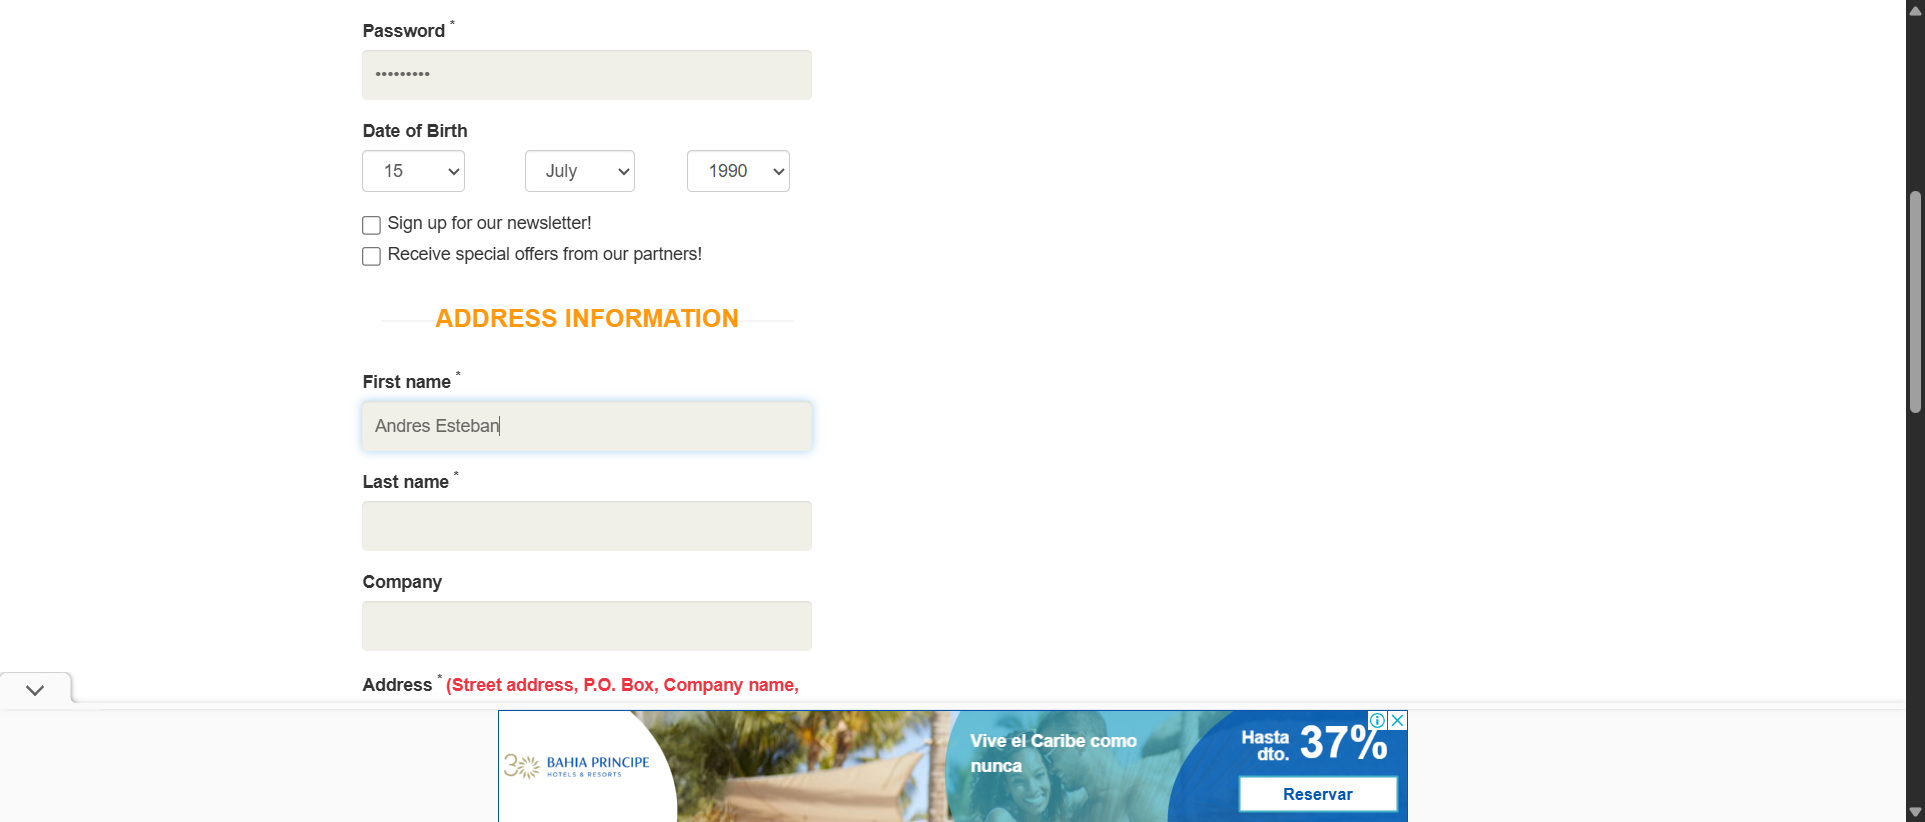 Password *
•••••••••
Date of Birth
15 July 1990
Sign up for our newsletter!
Receive special offers from our partners!
ADDRESS INFORMATION
First name *
Andres Esteban
Last name *
Company
Address * (Street address, P.O. Box, Company name,
30 BAHIA PRINCIPE
HOTELS & RESORTS
Vive el Caribe como
nunca
Hasta
dto. 37%
Reservar